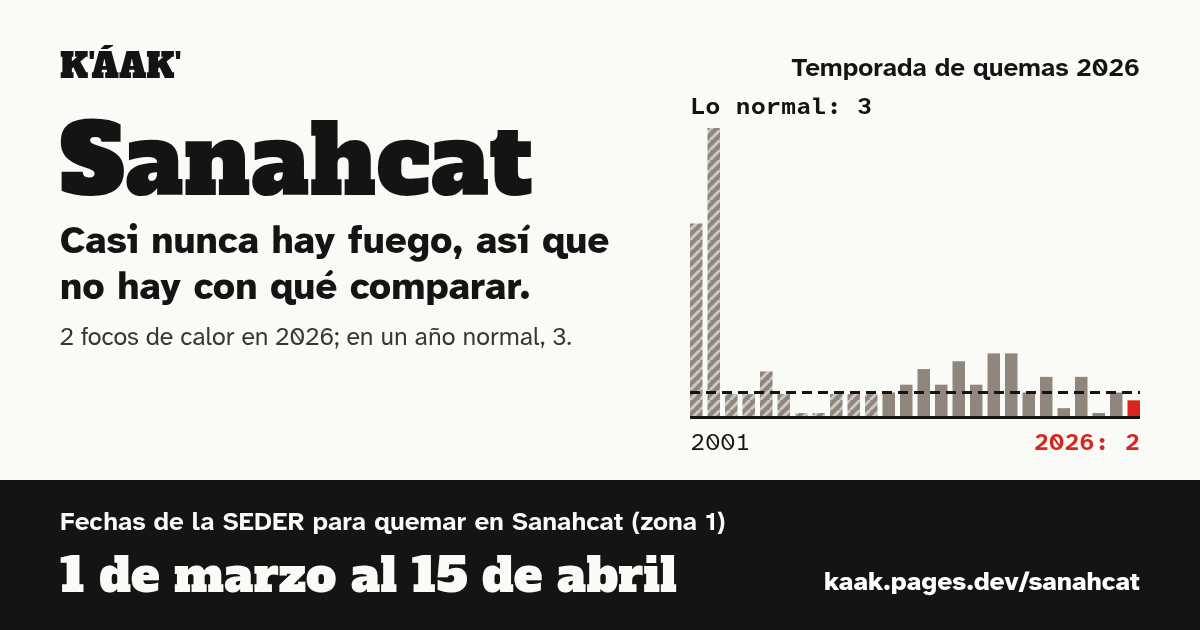 K'ÁAK'
Sanahcat
Casi nunca hay fuego, así que
no hay con qué comparar.
2 focos de calor en 2026; en un año normal, 3.
Temporada de quemas 2026
Lo normal: 3
2001
2026: 2
Fechas de la SEDER para quemar en Sanahcat (zona 1)
1 de marzo al 15 de abril
kaak.pages.dev/sanahcat